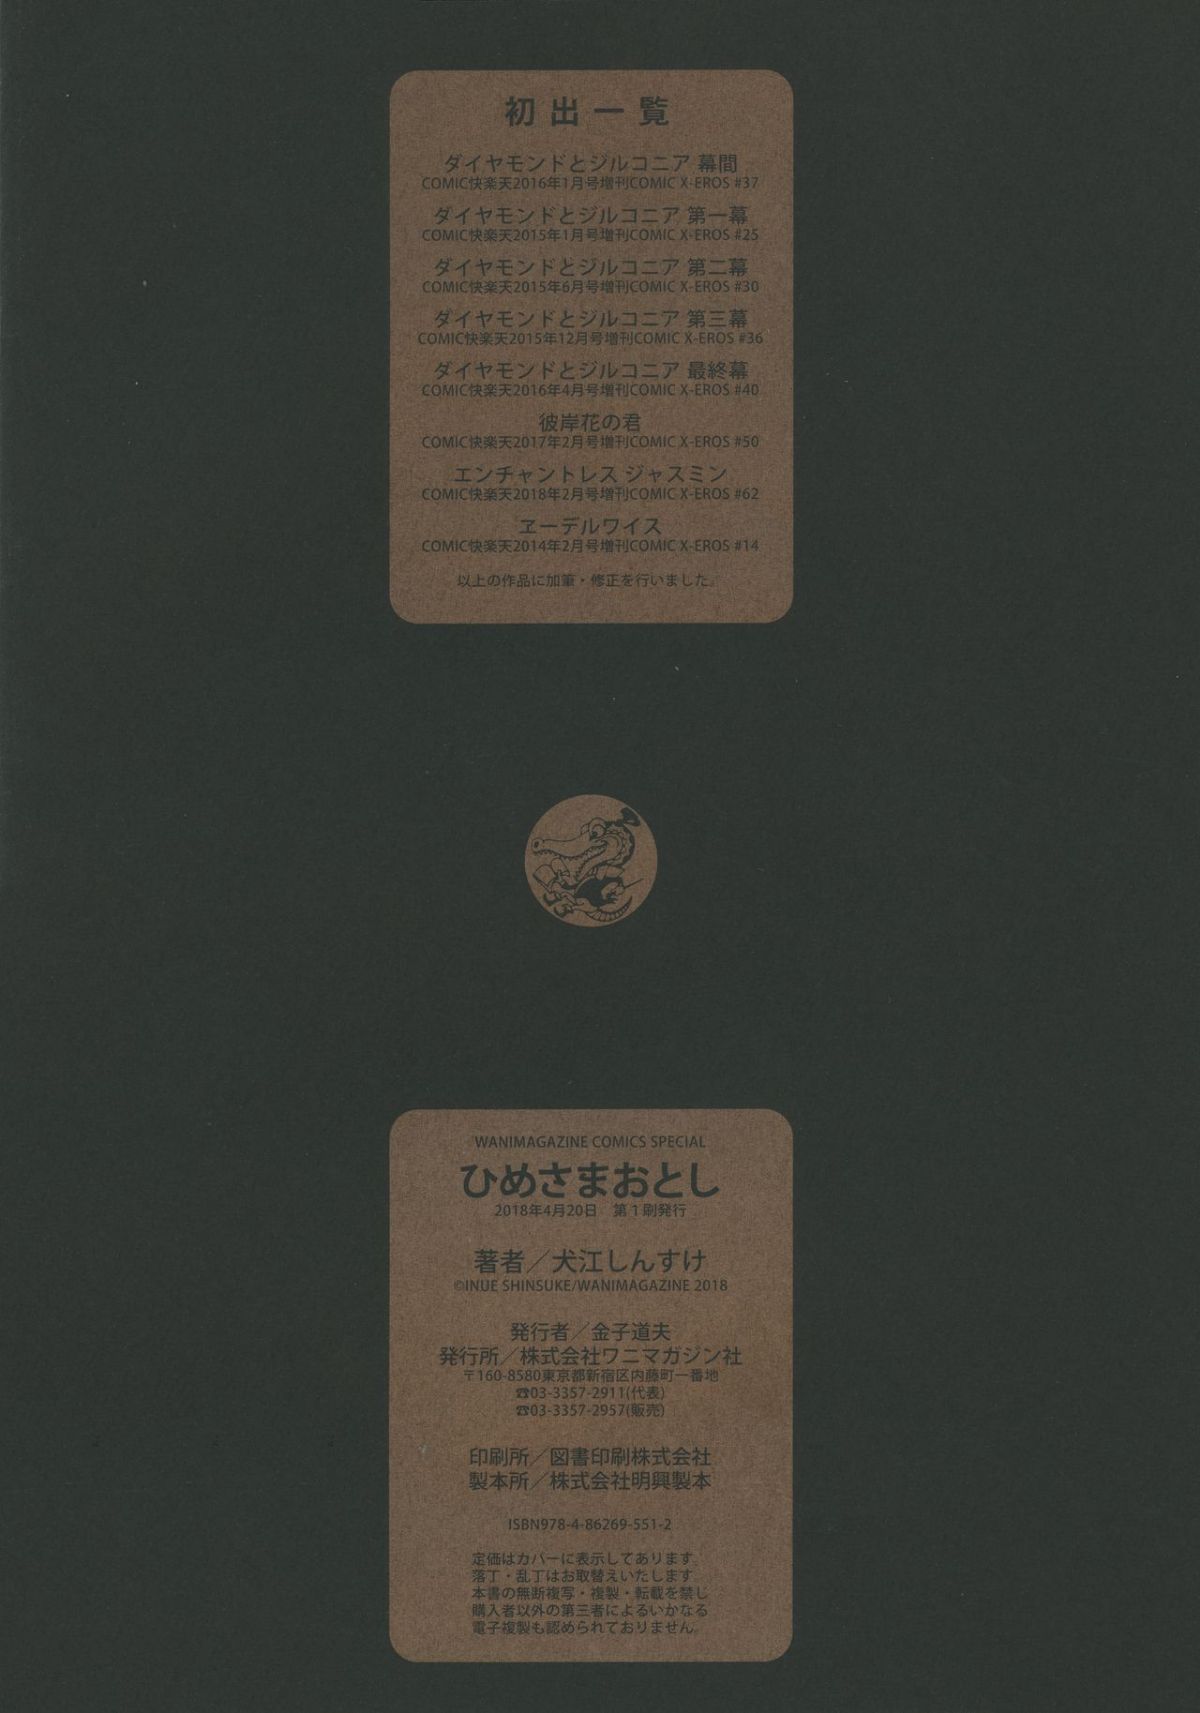 初出一覧
ダイヤモンドとジルコニア 幕間
COMIC快楽天2016年1月号増刊COMIC X-EROS #37
ダイヤモンドとジルコニア 第一幕
COMIC快楽天2015年1月号増刊COMIC X-EROS #25
ダイヤモンドとジルコニア 第二幕
COMIC快楽天2015年6月号増刊COMIC X-EROS #30
ダイヤモンドとジルコニア 第三幕
COMIC快楽天2015年12月号増刊COMIC X-EROS #36
ダイヤモンドとジルコニア 最終幕
COMIC快楽天2016年4月号増刊COMIC X-EROS #40
彼岸花の君
COMIC快楽天2017年2月号増刊COMIC X-EROS #50
エンチャントレス ジャスミン
COMIC快楽天2018年2月号増刊COMIC X-EROS #62
ヱーデルワイス
COMIC快楽天2014年2月号増刊COMIC X-EROS #14
以上の作品に加筆・修正を行いました。
WANIMAGAZINE COMICS SPECIAL
ひめさまおとし
2018年4月20日　第1刷発行
著者／犬江しんすけ
©INUE SHINSUKE/WANIMAGAZINE 2018
発行者／金子道夫
発行所／株式会社ワニマガジン社
〒160-8580東京都新宿区内藤町一番地
☎03-3357-2911(代表)
☎03-3357-2957(販売)
印刷所／図書印刷株式会社
製本所／株式会社明興製本
ISBN978-4-86269-551-2
定価はカバーに表示してあります。
落丁・乱丁はお取替えいたします。
本書の無断複写・複製・転載を禁じ
購入者以外の第三者によるいかなる
電子複製も認められておりません。